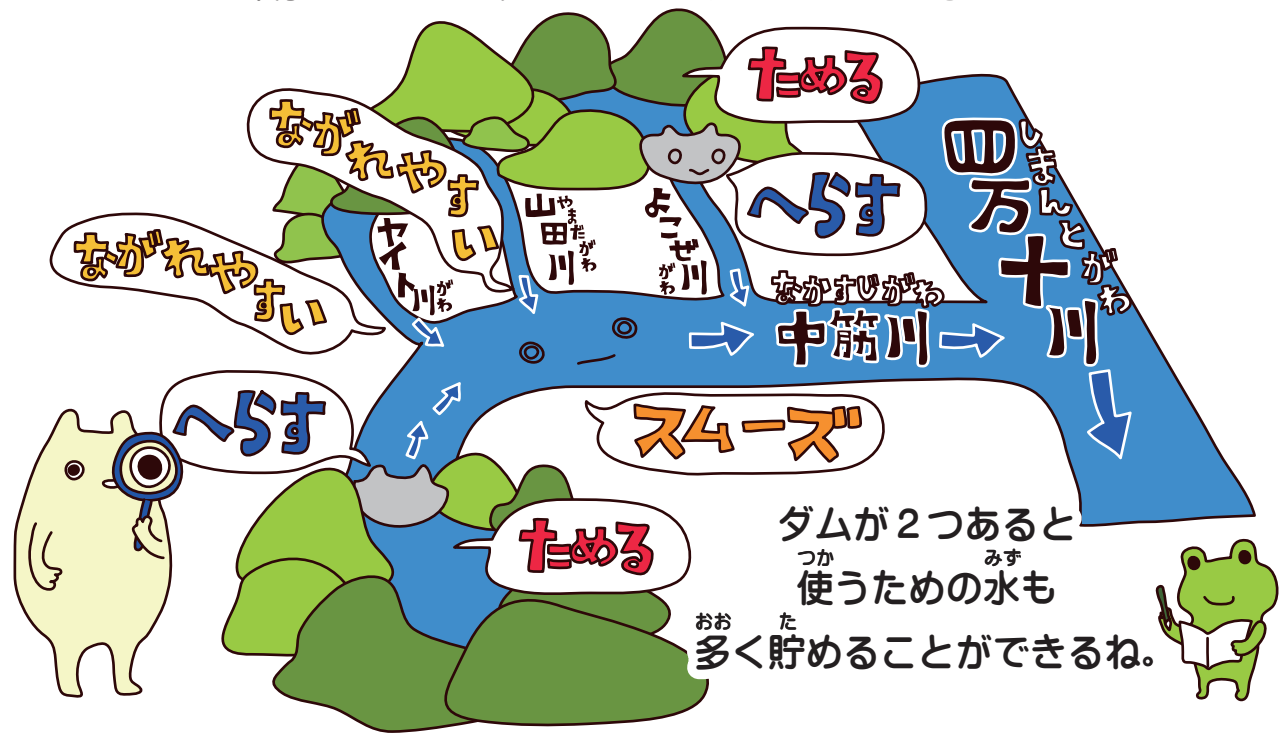 ためる
ながれやすい
へらす
ながれやすい
ヤイト川
がわ
山田川
やまだがわ
よこぜ川
がわ
なかすじがわ
中筋川
四万十川
しまんとがわ
へらす
スムーズ
ためる
ダムが2つあると
つか みず
使うための水も
おお た
多く貯めることができるね。